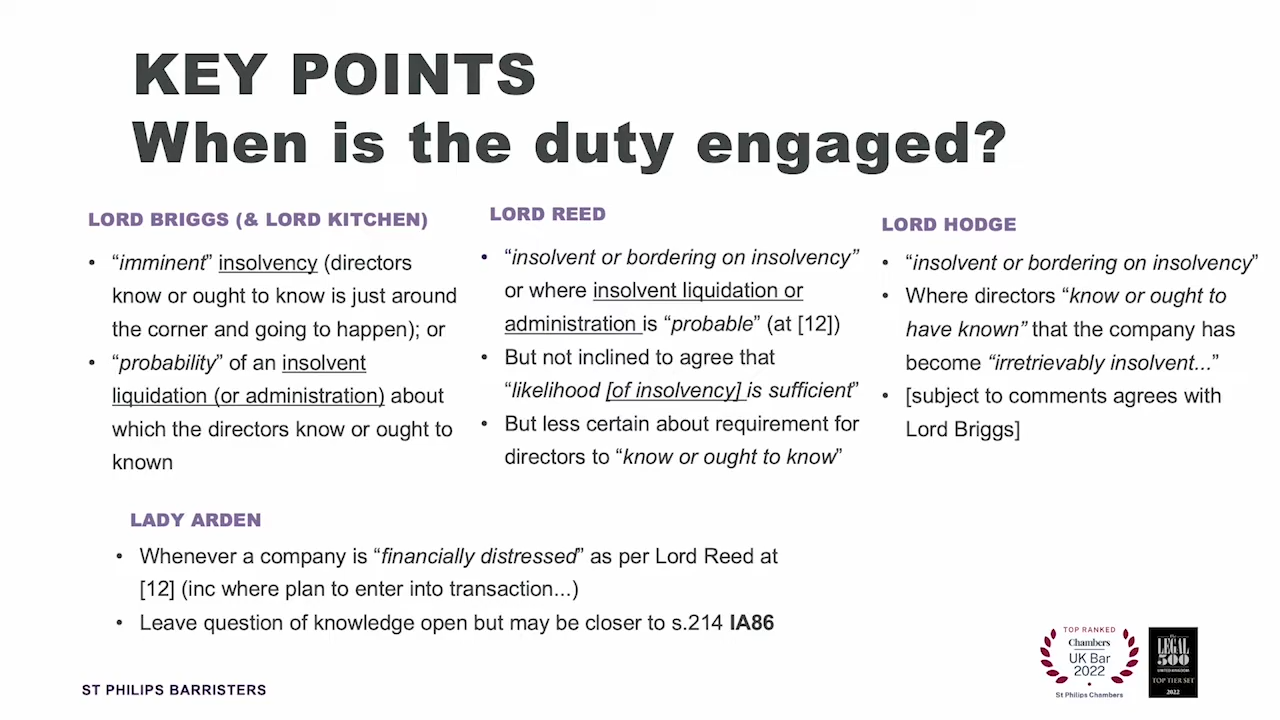 KEY POINTS
When is the duty engaged?
LORD BRIGGS (& LORD KITCHEN)
• “imminent” insolvency (directors
know or ought to know is just around
the corner and going to happen); or
• “probability” of an insolvent
liquidation (or administration) about
which the directors know or ought to
known
LORD REED
• “insolvent or bordering on insolvency”
or where insolvent liquidation or
administration is “probable” (at [12])
• But not inclined to agree that
“likelihood [of insolvency] is sufficient”
• But less certain about requirement for
directors to “know or ought to know”
LORD HODGE
• “insolvent or bordering on insolvency”
• Where directors “know or ought to
have known” that the company has
become “irretrievably insolvent...”
• [subject to comments agrees with
Lord Briggs]
LADY ARDEN
• Whenever a company is “financially distressed” as per Lord Reed at
[12] (inc where plan to enter into transaction...)
• Leave question of knowledge open but may be closer to s.214 IA86
ST PHILIPS BARRISTERS
TOP RANKED
Chambers
UK Bar
2022
St Philips Chambers
The
LEGAL
500
UNITED KINGDOM
TOP TIER SET
2022